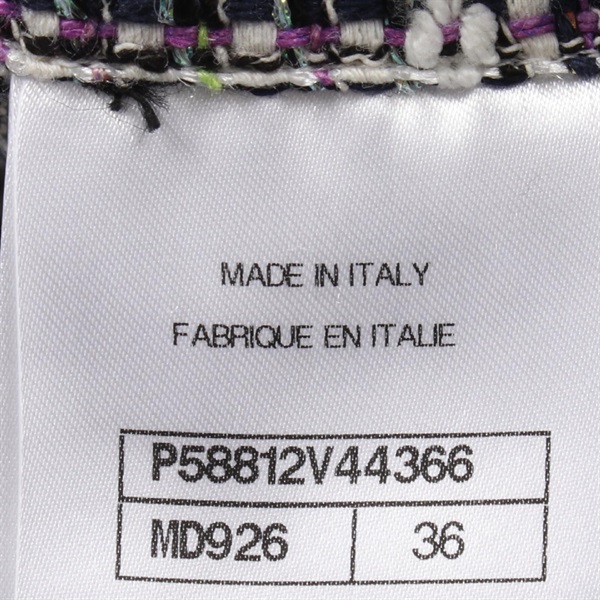 MADE IN ITALY
FABRIQUE EN ITALIE
P58812V44366
MD926 36